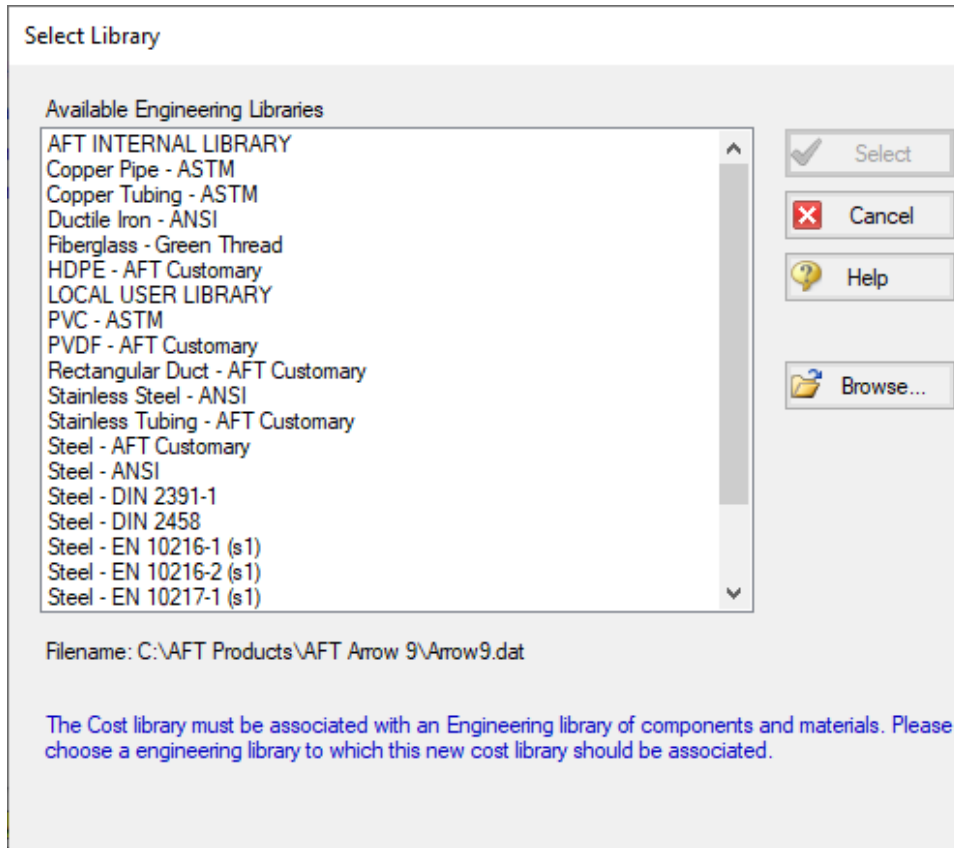 Select Library
Available Engineering Libraries
AFT INTERNAL LIBRARY
Copper Pipe - ASTM
Copper Tubing - ASTM
Ductile Iron - ANSI
Fiberglass - Green Thread
HDPE - AFT Customary
LOCAL USER LIBRARY
PVC - ASTM
PVDF - AFT Customary
Rectangular Duct - AFT Customary
Stainless Steel - ANSI
Stainless Tubing - AFT Customary
Steel - AFT Customary
Steel - ANSI
Steel - DIN 2391-1
Steel - DIN 2458
Steel - EN 10216-1 (s1)
Steel - EN 10216-2 (s1)
Steel - EN 10217-1 (s1)
Select
Cancel
Help
Browse...
Filename: C:\AFT Products\AFT Arrow 9\Arrow9.dat
The Cost library must be associated with an Engineering library of components and materials. Please
choose a engineering library to which this new cost library should be associated.